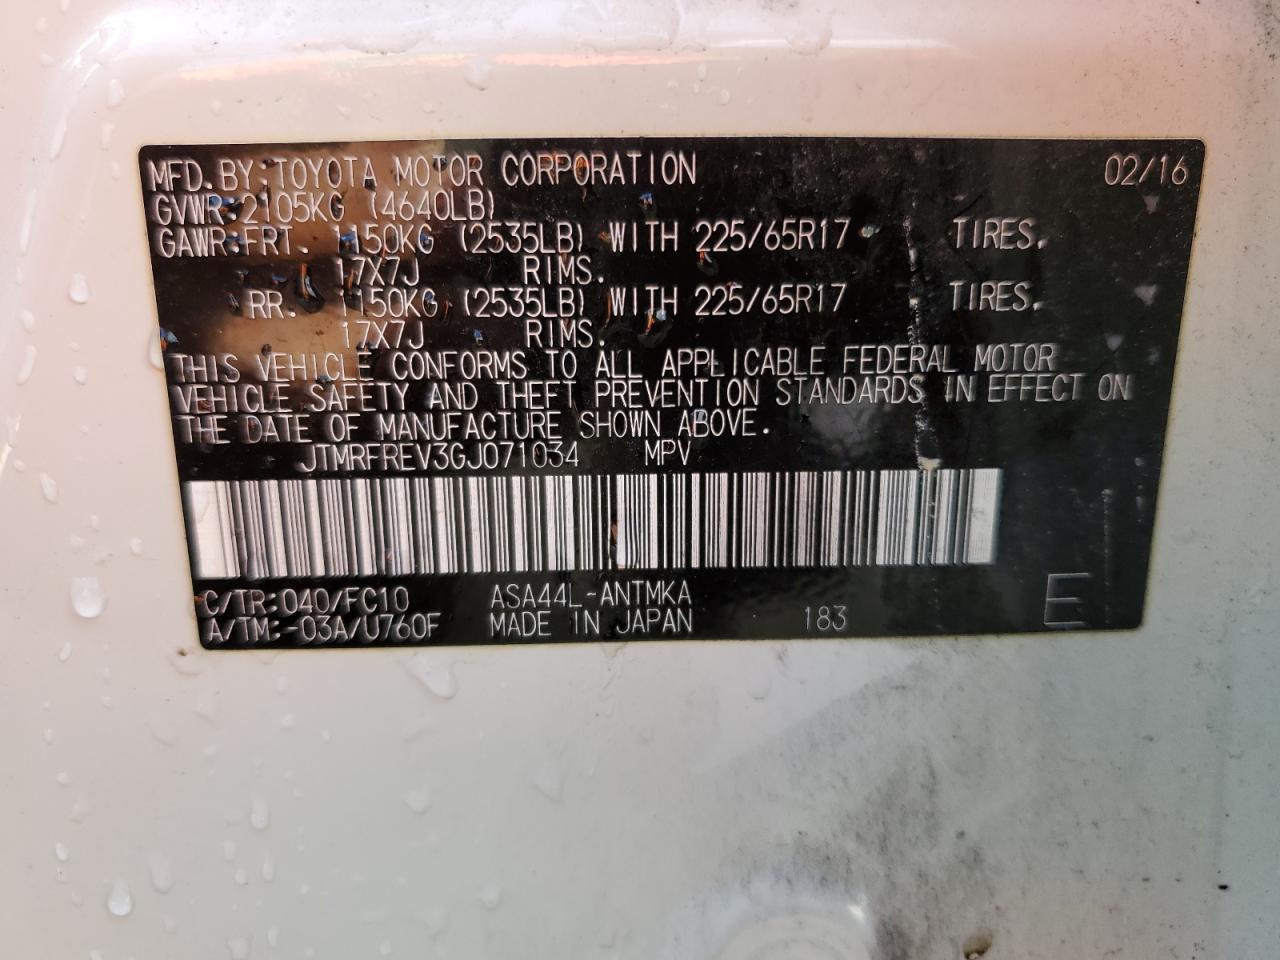 MFD. BY: TOYOTA MOTOR CORPORATION 02/16
GVWR: 2105KG (4640LB)
GAWR: FRT. 1150KG (2535LB) WITH 225/65R17 TIRES.
17X7J RIMS.
RR. 1150KG (2535LB) WITH 225/65R17 TIRES.
17X7J RIMS.
THIS VEHICLE CONFORMS TO ALL APPLICABLE FEDERAL MOTOR
VEHICLE SAFETY AND THEFT PREVENTION STANDARDS IN EFFECT ON
THE DATE OF MANUFACTURE SHOWN ABOVE.
JTMRFREV3GJ071034 MPV
C/TR: 040/FC10 ASA44L-ANTMKA
A/TM: -03A/U760F MADE IN JAPAN 183 E